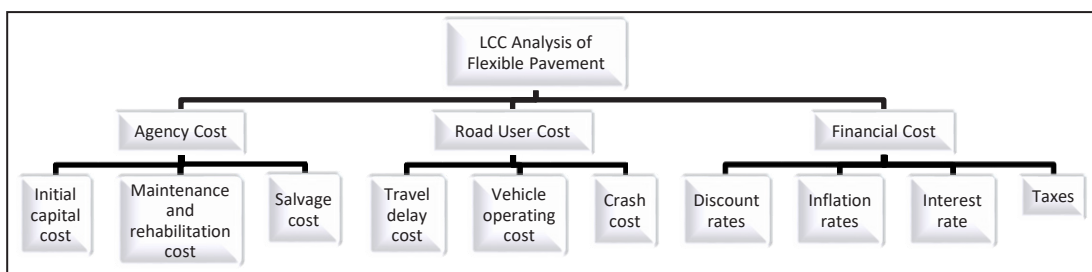 LCC Analysis of
Flexible Pavement
Agency Cost
Road User Cost
Financial Cost
Initial
capital
cost
Maintenance
and
rehabilitation
cost
Salvage
cost
Travel
delay
cost
Vehicle
operating
cost
Crash
cost
Discount
rates
Inflation
rates
Interest
rate
Taxes